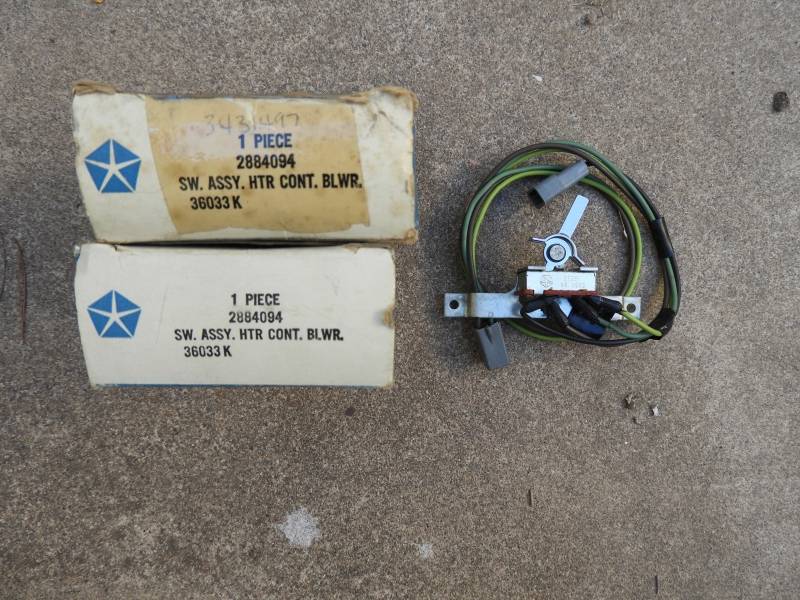 3431497
1 PIECE
2884094
SW. ASSY. HTR CONT. BLWR.
36033 K
1 PIECE
2884094
SW. ASSY. HTR CONT. BLWR.
36033 K